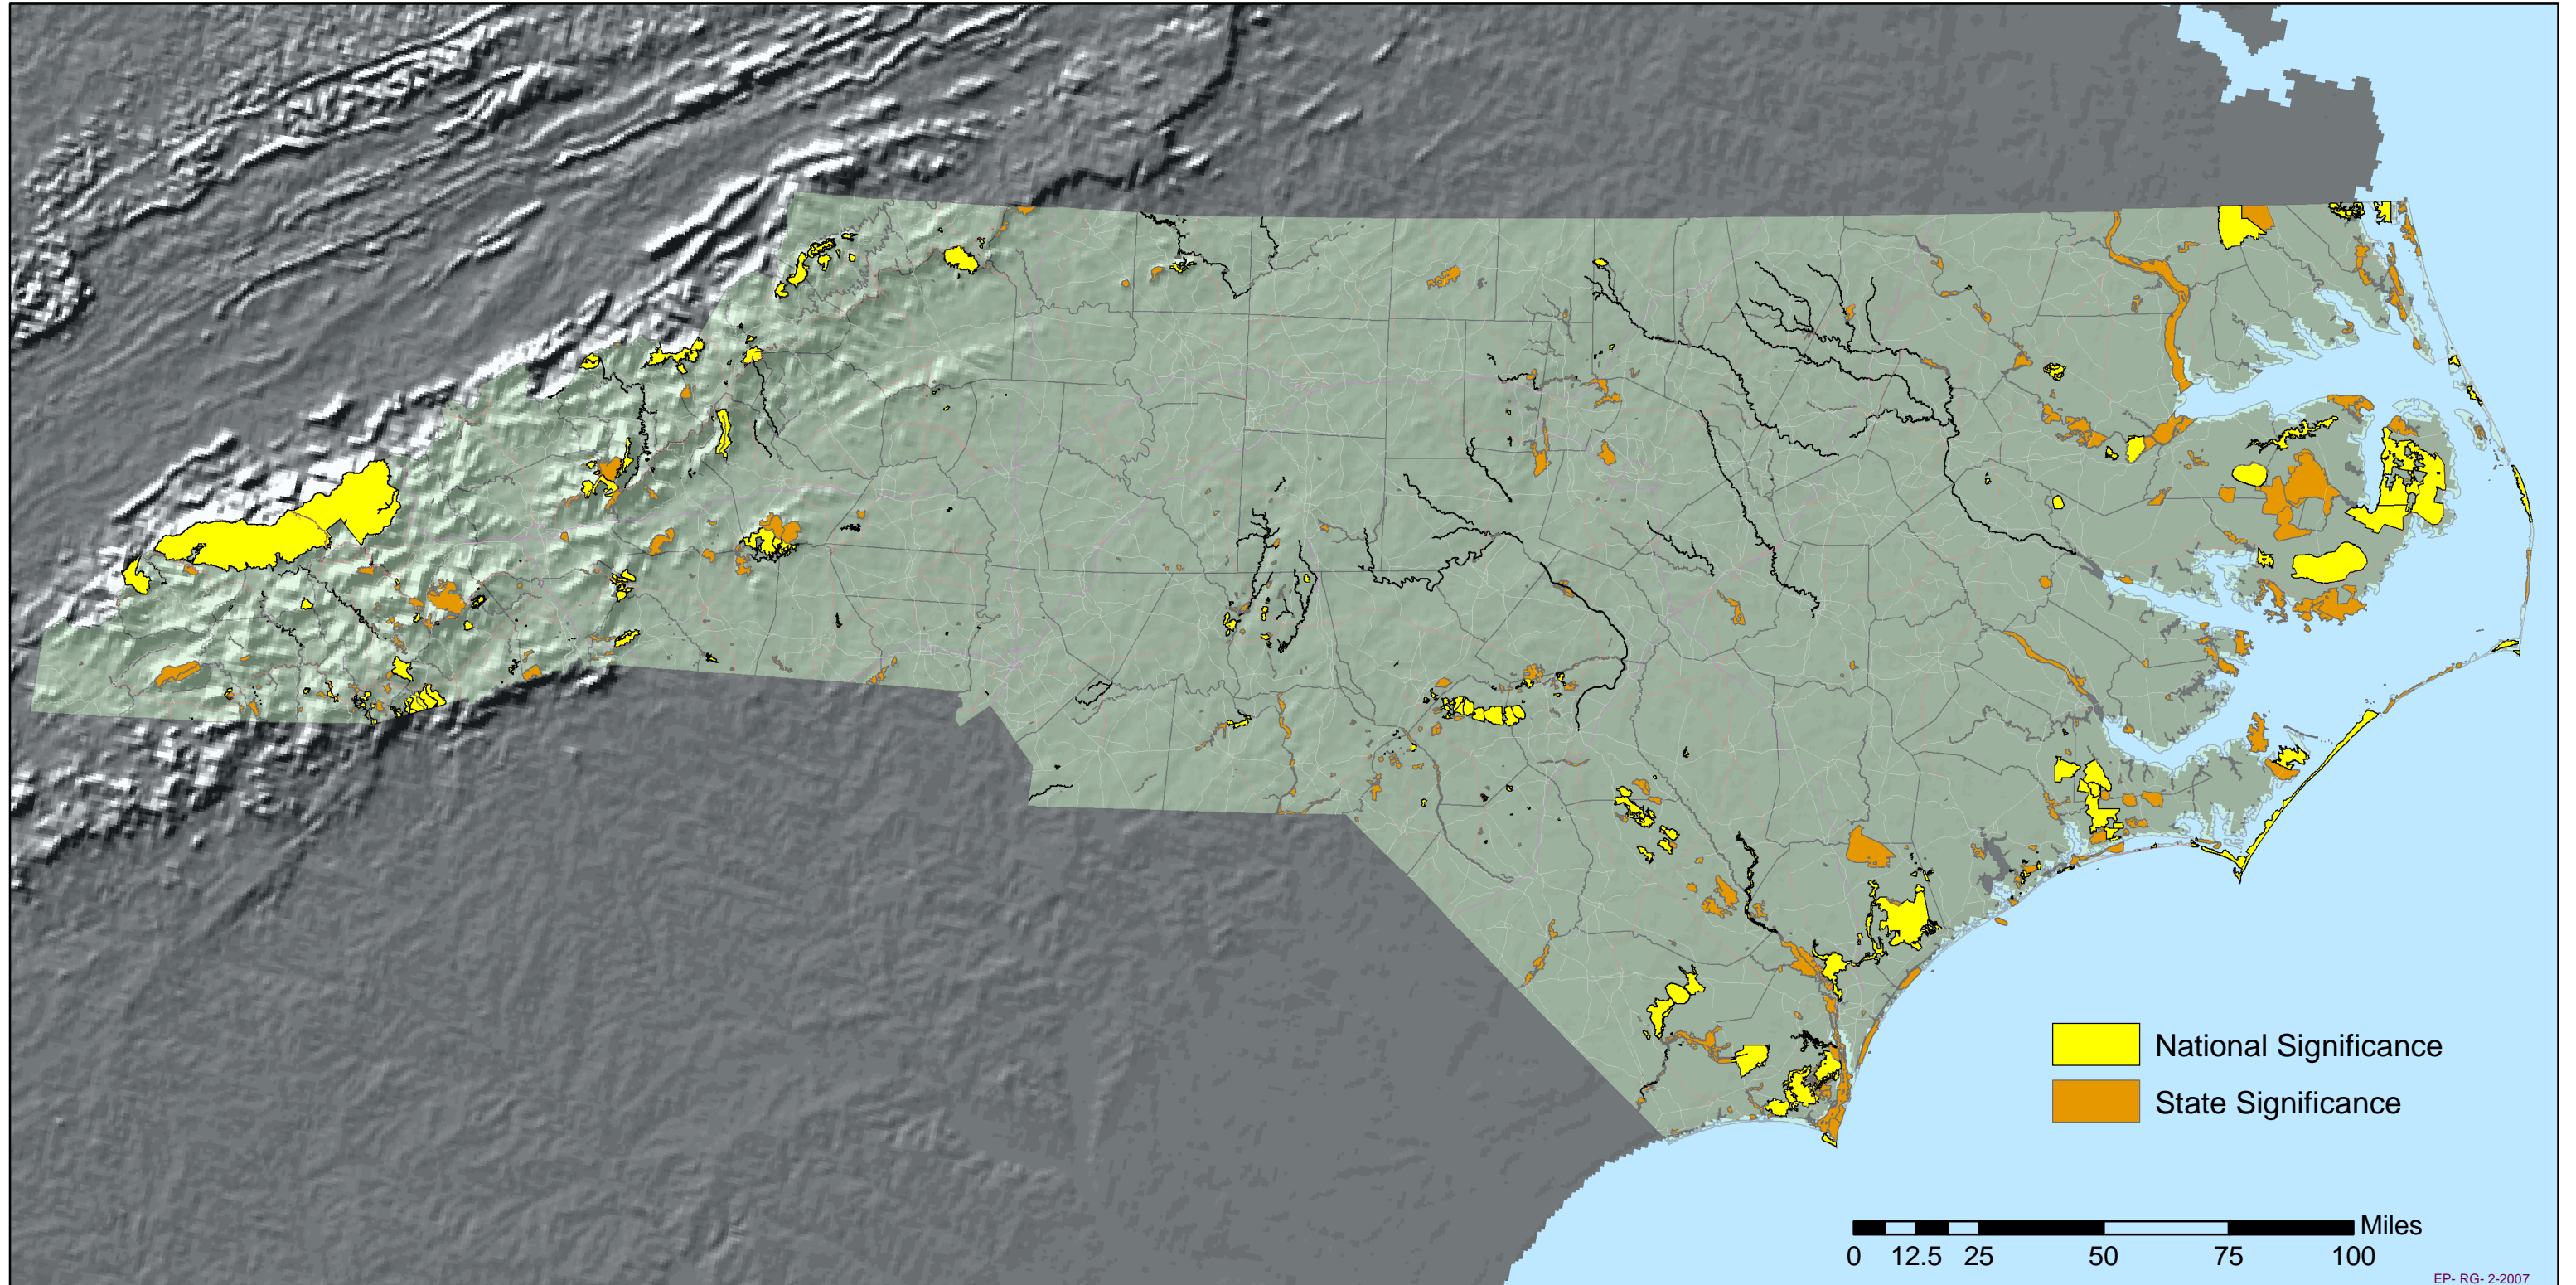 National Significance
State Significance
Miles
0 12.5 25 50 75 100
EP- RG- 2-2007